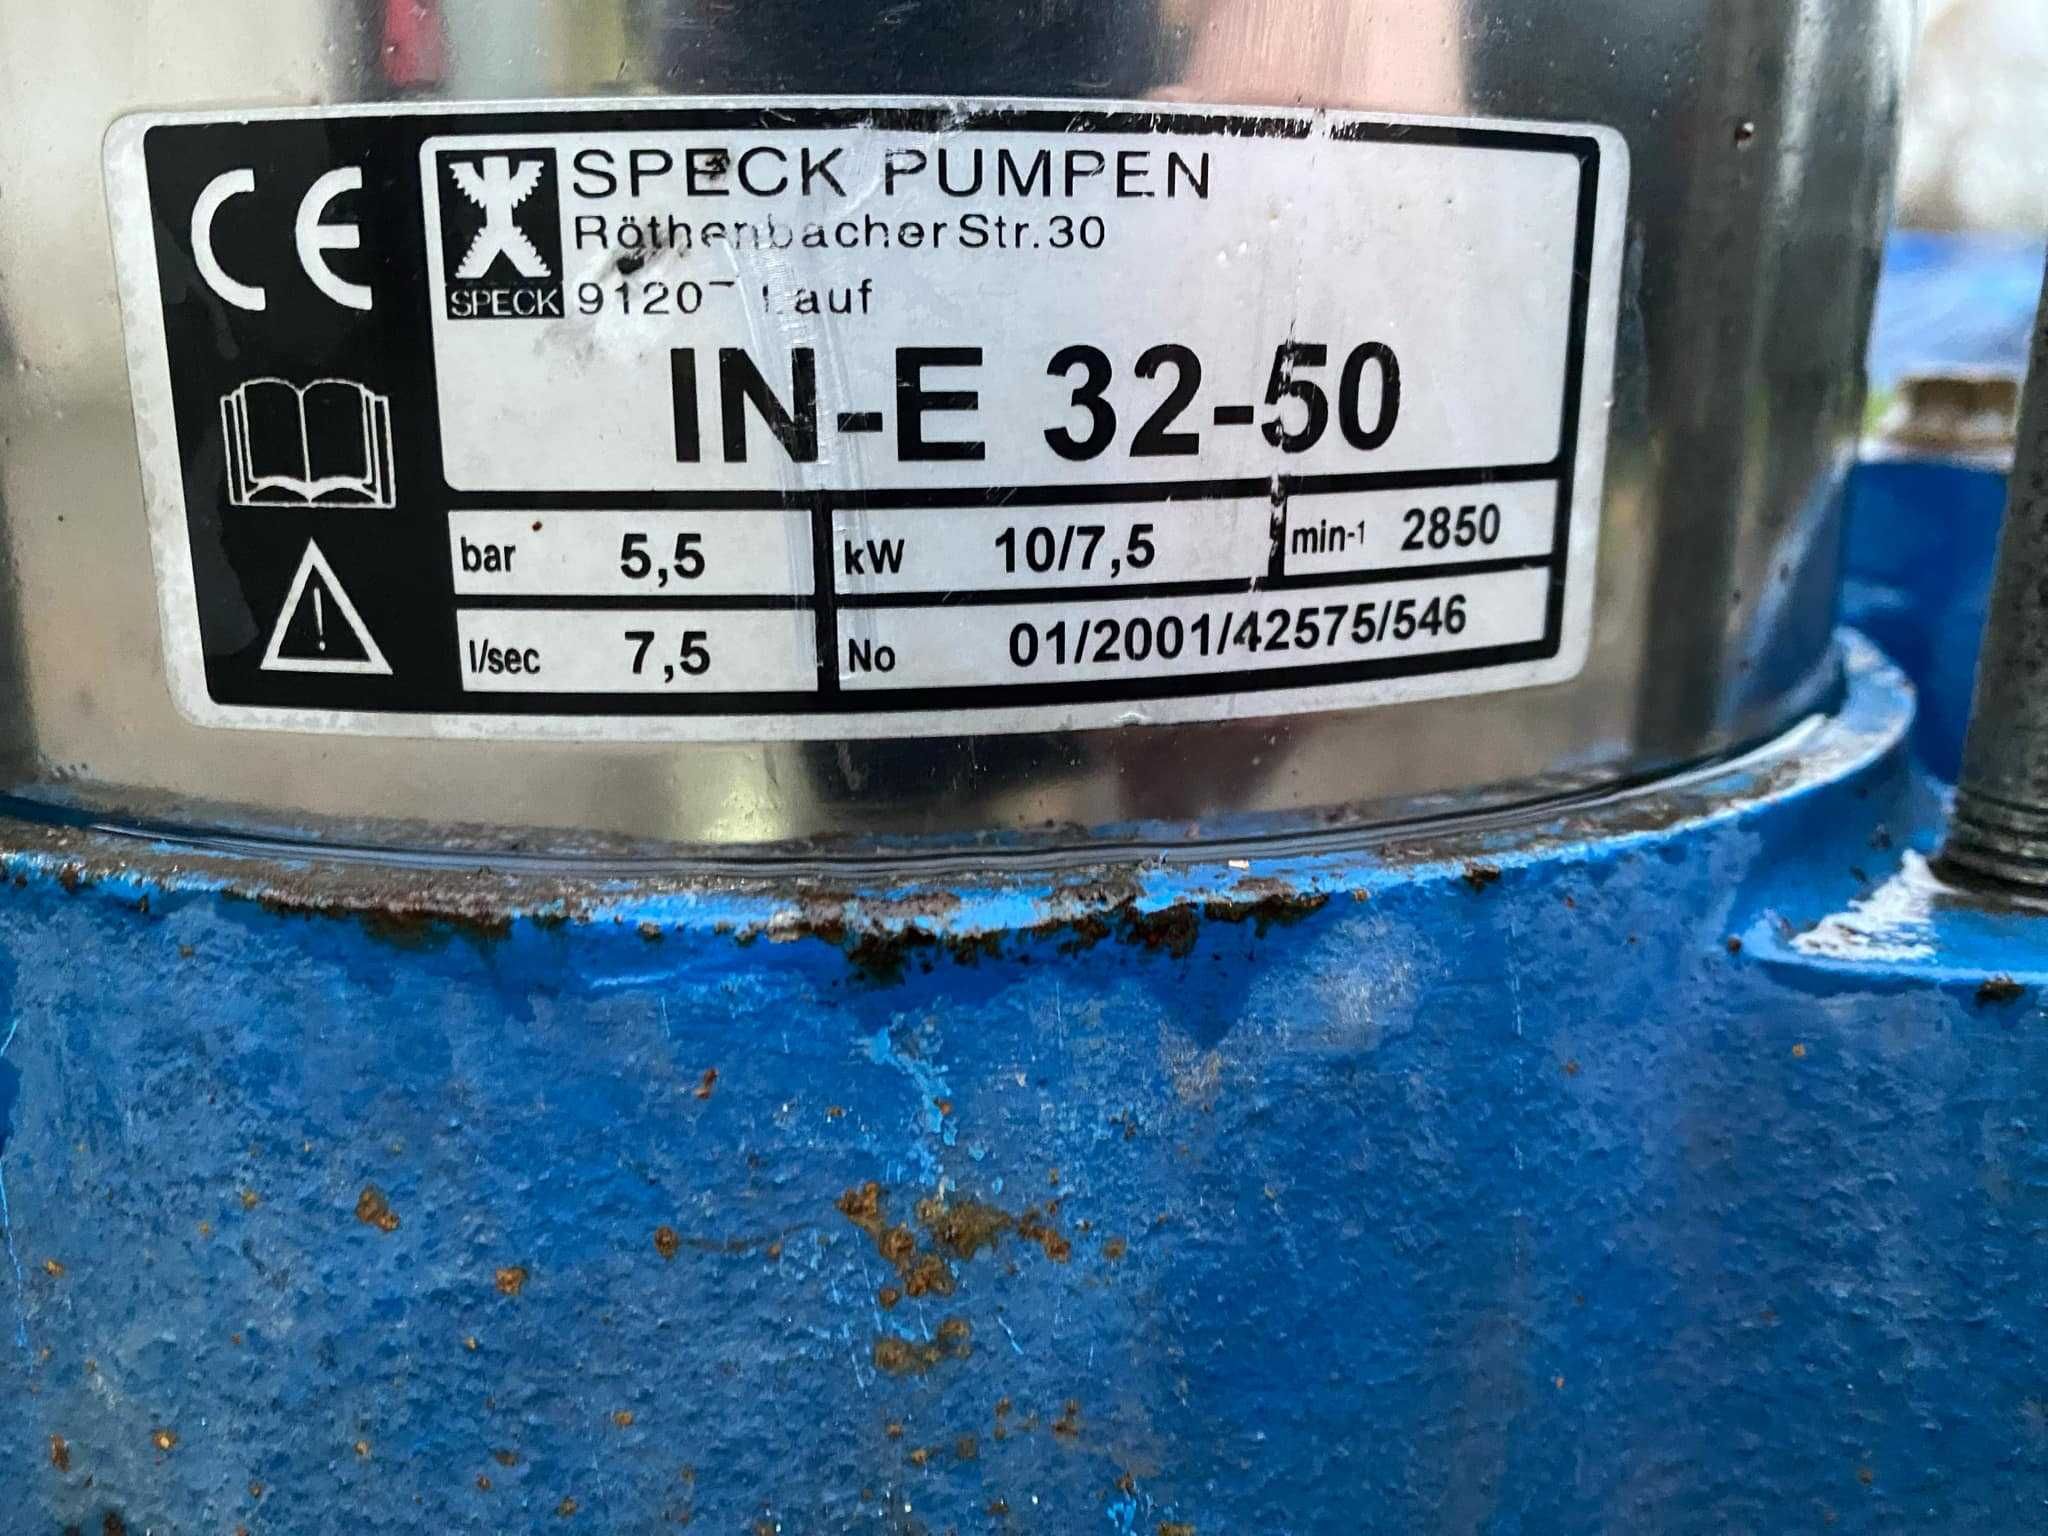 CE
SPECK
SPECK PUMPEN
Röthenbacher Str. 30
Lauf
IN-E 32-50
bar 5,5
kW 10/7,5
min-1 2850
l/sec 7,5
No 01/2001/42575/546